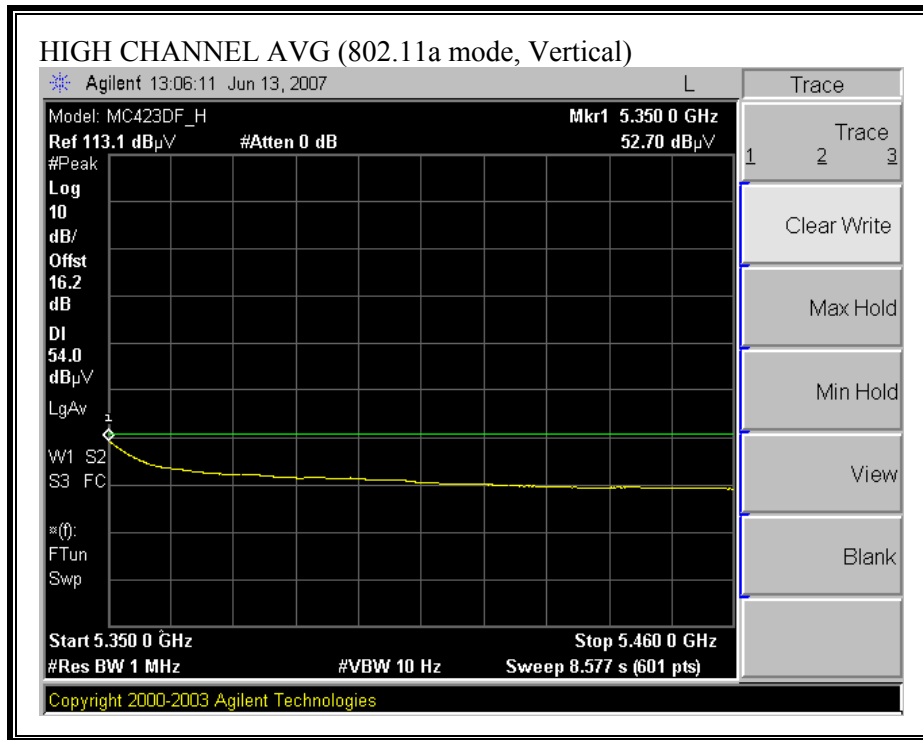 HIGH CHANNEL AVG (802.11a mode, Vertical)
Agilent 13:06:11 Jun 13, 2007 L
Trace
Model: MC423DF_H Mkr1 5.350 0 GHz
Ref 113.1 dBµV #Atten 0 dB 52.70 dBµV
#Peak
Log
10
dB/
Offst
16.2
dB
DI
54.0
dBµV
LgAv
1
W1 S2
S3 FC
¤(f):
FTun
Swp
Start 5.350 0 GHz Stop 5.460 0 GHz
#Res BW 1 MHz #VBW 10 Hz Sweep 8.577 s (601 pts)
Copyright 2000-2003 Agilent Technologies
Trace
1 2 3
Clear Write
Max Hold
Min Hold
View
Blank